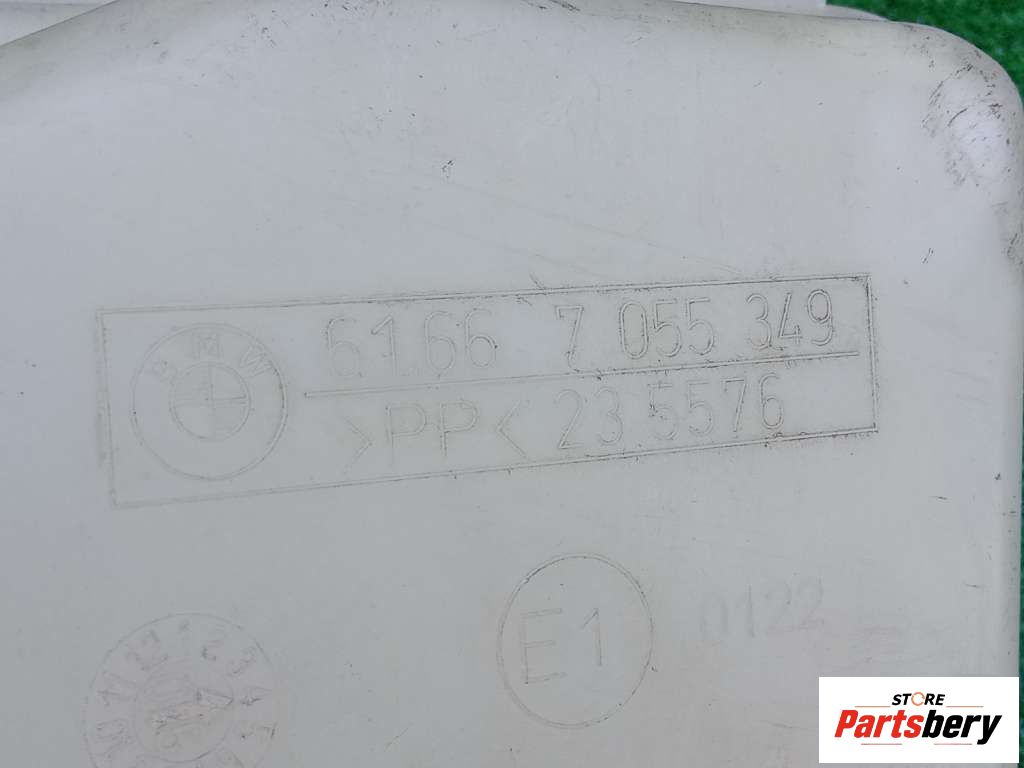 BMW
61.66 7 055 349
>PP< 23 5576
E1
0122
STORE
Partsbery